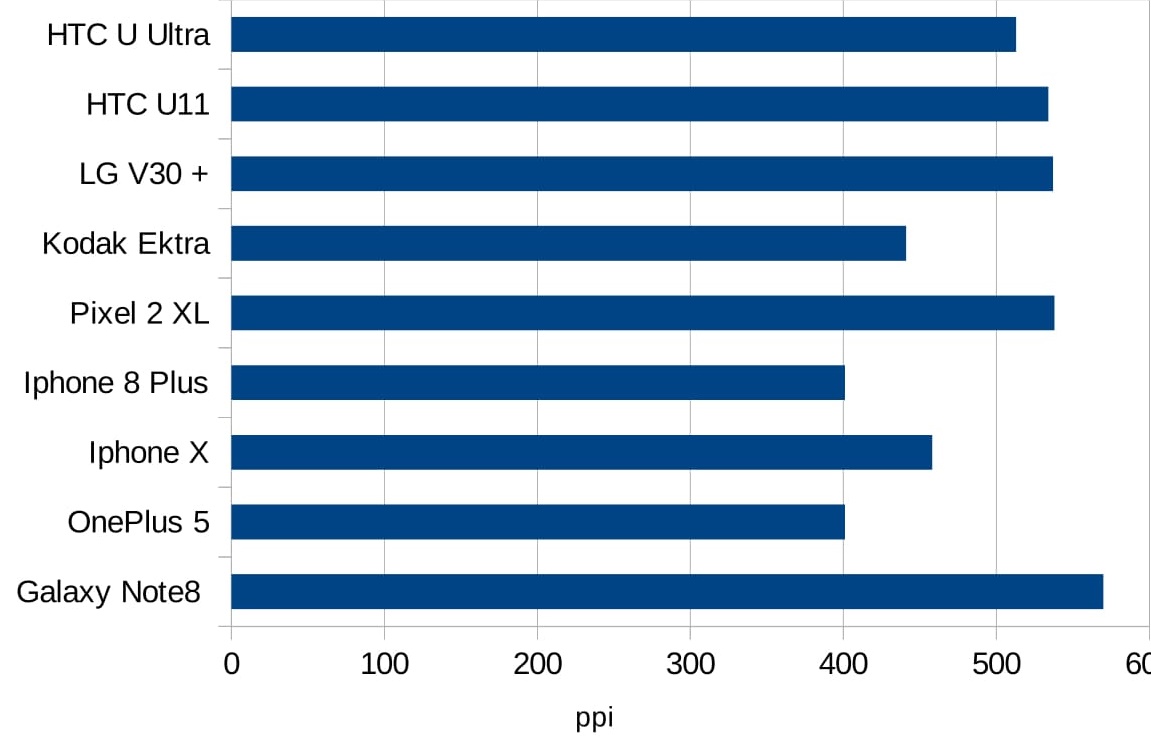 HTC U Ultra
HTC U11
LG V30 +
Kodak Ektra
Pixel 2 XL
Iphone 8 Plus
Iphone X
OnePlus 5
Galaxy Note8
0 100 200 300 400 500 60
ppi